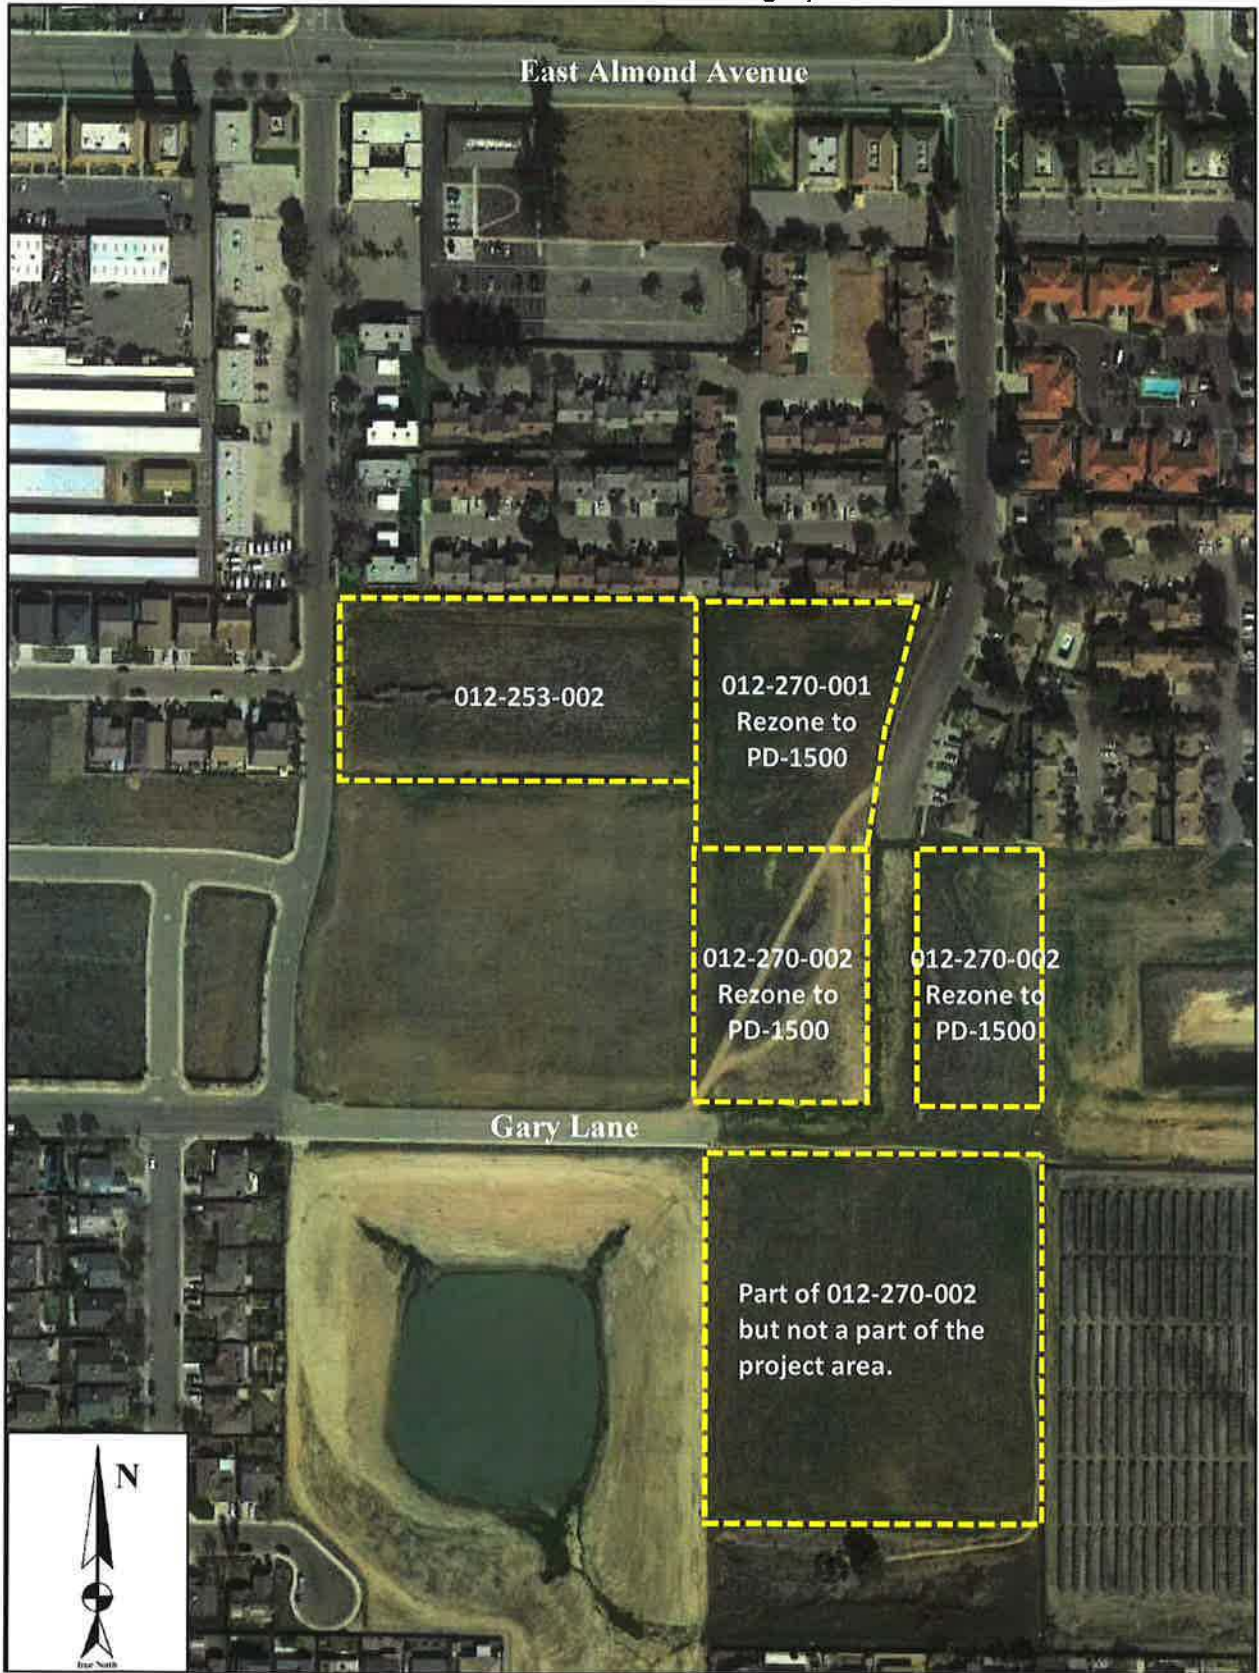 East Almond Avenue
012-253-002
012-270-001
Rezone to
PD-1500
012-270-002
Rezone to
PD-1500
012-270-002
Rezone to
PD-1500
Gary Lane
Part of 012-270-002
but not a part of the
project area.
N
True North